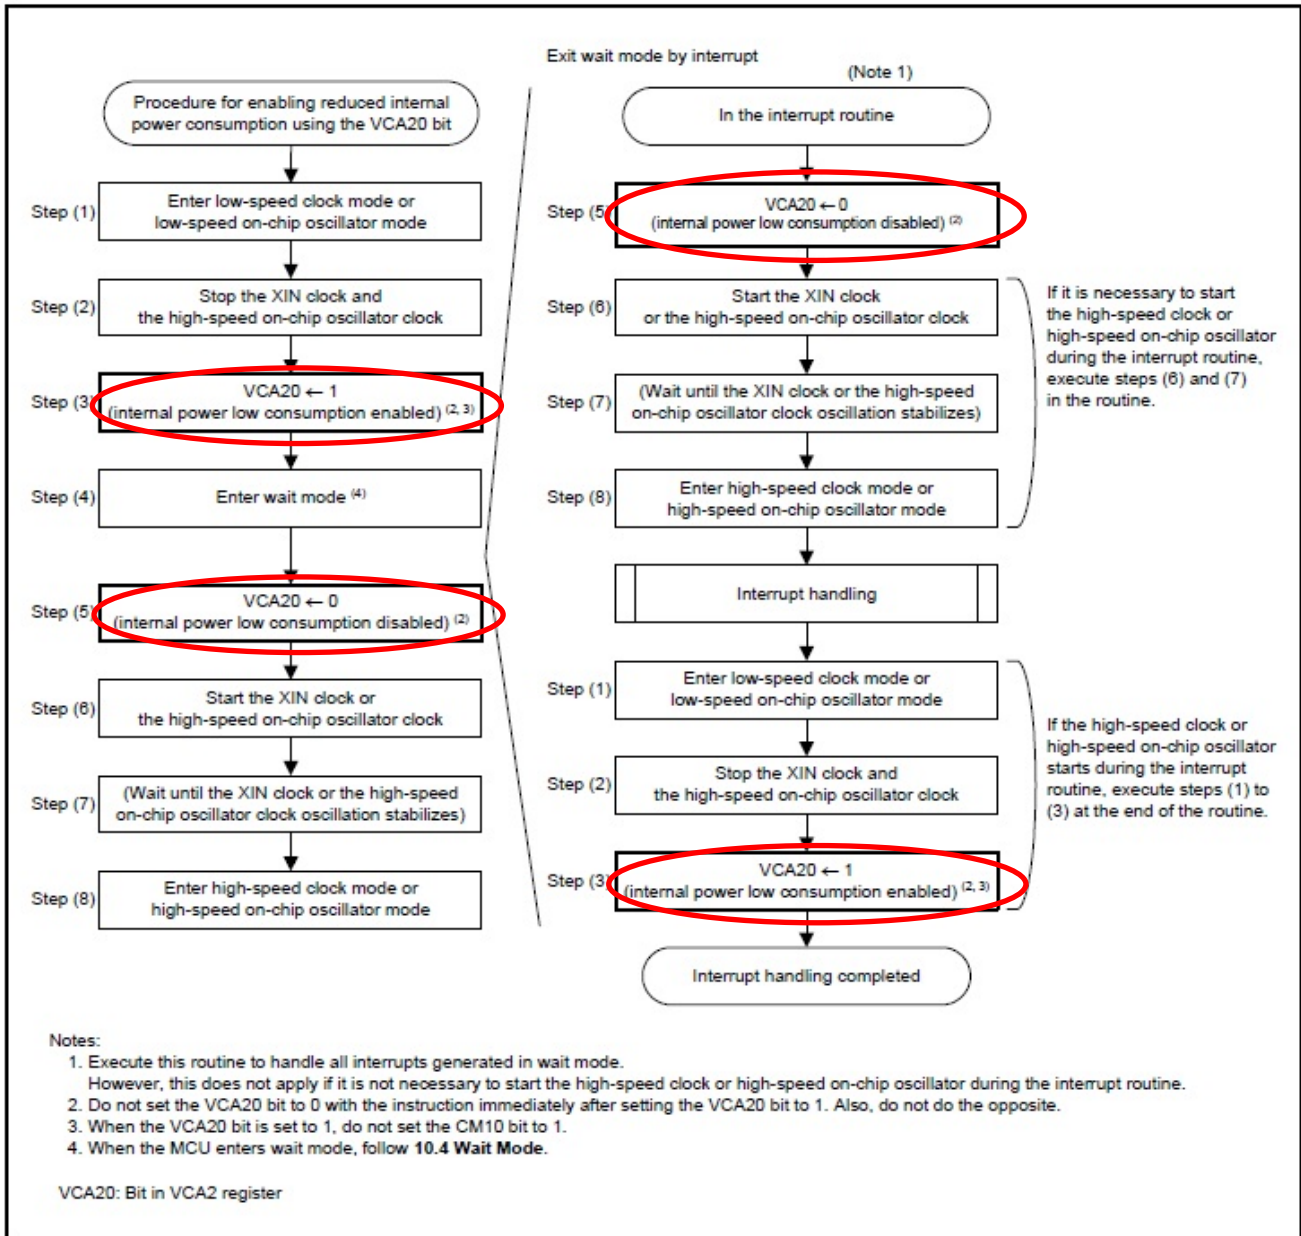 Exit wait mode by interrupt
(Note 1)
Procedure for enabling reduced internal
power consumption using the VCA20 bit
Step (1)
Enter low-speed clock mode or
low-speed on-chip oscillator mode
Step (2)
Stop the XIN clock and
the high-speed on-chip oscillator clock
Step (3)
VCA20 ← 1
(internal power low consumption enabled) (2, 3)
Step (4)
Enter wait mode (4)
Step (5)
VCA20 ← 0
(internal power low consumption disabled) (2)
Step (6)
Start the XIN clock or
the high-speed on-chip oscillator clock
Step (7)
(Wait until the XIN clock or the high-speed
on-chip oscillator clock oscillation stabilizes)
Step (8)
Enter high-speed clock mode or
high-speed on-chip oscillator mode
In the interrupt routine
Step (5)
VCA20 ← 0
(internal power low consumption disabled) (2)
Step (6)
Start the XIN clock
or the high-speed on-chip oscillator clock
Step (7)
(Wait until the XIN clock or the high-speed
on-chip oscillator clock oscillation stabilizes)
Step (8)
Enter high-speed clock mode or
high-speed on-chip oscillator mode
If it is necessary to start
the high-speed clock or
high-speed on-chip oscillator
during the interrupt routine,
execute steps (6) and (7)
in the routine.
Interrupt handling
Step (1)
Enter low-speed clock mode or
low-speed on-chip oscillator mode
Step (2)
Stop the XIN clock and
the high-speed on-chip oscillator clock
Step (3)
VCA20 ← 1
(internal power low consumption enabled) (2, 3)
If the high-speed clock or
high-speed on-chip oscillator
starts during the interrupt
routine, execute steps (1) to
(3) at the end of the routine.
Interrupt handling completed
Notes:
1. Execute this routine to handle all interrupts generated in wait mode.
However, this does not apply if it is not necessary to start the high-speed clock or high-speed on-chip oscillator during the interrupt routine.
2. Do not set the VCA20 bit to 0 with the instruction immediately after setting the VCA20 bit to 1. Also, do not do the opposite.
3. When the VCA20 bit is set to 1, do not set the CM10 bit to 1.
4. When the MCU enters wait mode, follow 10.4 Wait Mode.
VCA20: Bit in VCA2 register